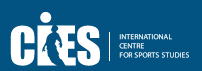 CIES
INTERNATIONAL
CENTRE
FOR SPORTS STUDIES